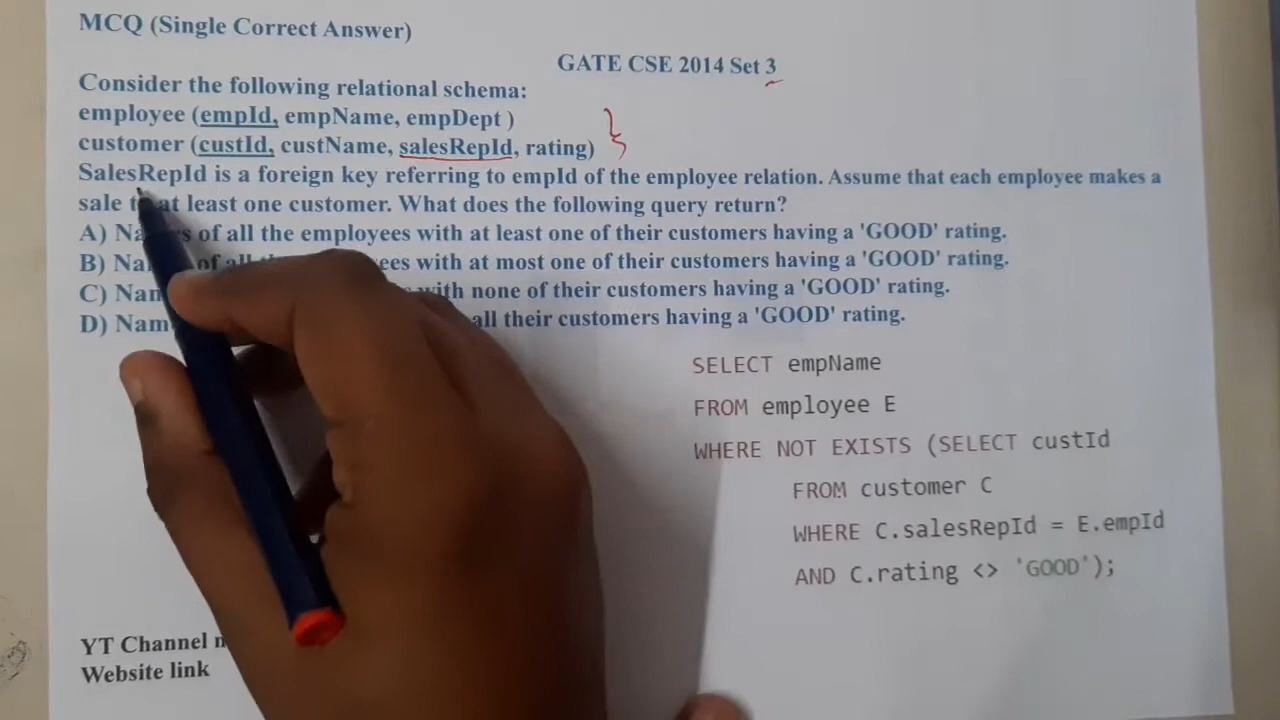 MCQ (Single Correct Answer)
GATE CSE 2014 Set 3
Consider the following relational schema:
employee (empId, empName, empDept )
customer (custId, custName, salesRepId, rating)
SalesRepId is a foreign key referring to empId of the employee relation. Assume that each employee makes a
sale at least one customer. What does the following query return?
A) of all the employees with at least one of their customers having a 'GOOD' rating.
B) of with at most one of their customers having a 'GOOD' rating.
C) with none of their customers having a 'GOOD' rating.
D) all their customers having a 'GOOD' rating.
SELECT empName
FROM employee E
WHERE NOT EXISTS (SELECT custId
FROM customer C
WHERE C.salesRepId = E.empId
AND C.rating <> 'GOOD');
YT Channel
Website link